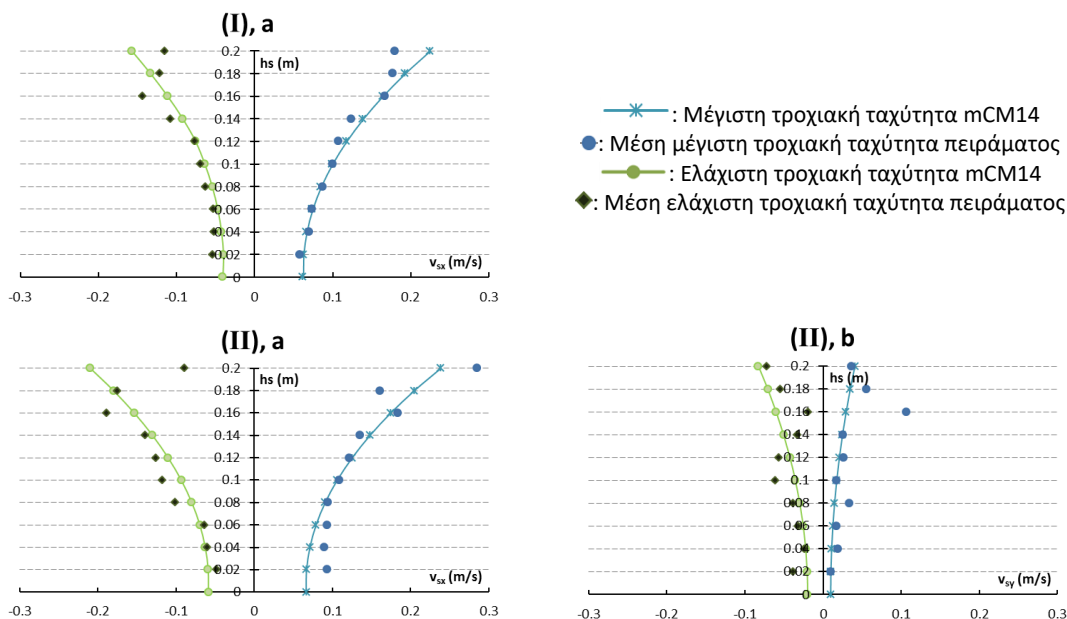 (I), a
hs (m)
0.2
0.18
0.16
0.14
0.12
0.1
0.08
0.06
0.04
0.02
0
vsx (m/s)
-0.3 -0.2 -0.1 0 0.1 0.2 0.3
: Μέγιστη τροχιακή ταχύτητα mCM14
: Μέση μέγιστη τροχιακή ταχύτητα πειράματος
: Ελάχιστη τροχιακή ταχύτητα mCM14
: Μέση ελάχιστη τροχιακή ταχύτητα πειράματος
(II), a
hs (m)
0.2
0.18
0.16
0.14
0.12
0.1
0.08
0.06
0.04
0.02
0
vsx (m/s)
-0.3 -0.2 -0.1 0 0.1 0.2 0.3
(II), b
hs (m)
0.2
0.18
0.16
0.14
0.12
0.1
0.08
0.06
0.04
0.02
0
vsy (m/s)
-0.3 -0.2 -0.1 0 0.1 0.2 0.3